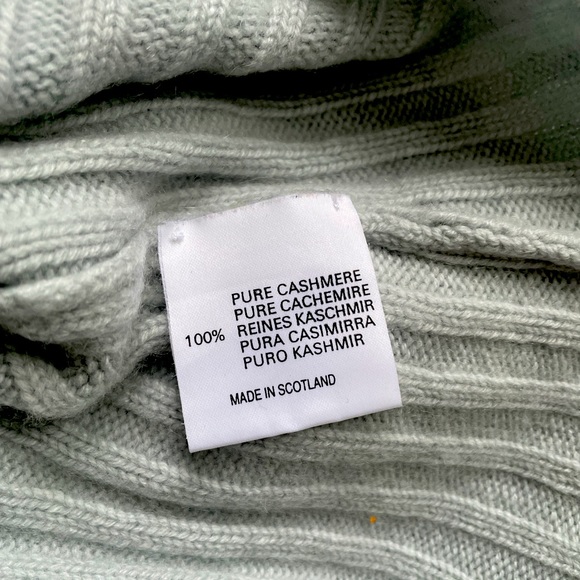 PURE CASHMERE
PURE CACHEMIRE
100% REINES KASCHMIR
PURA CASIMIRRA
PURO KASHMIR
MADE IN SCOTLAND